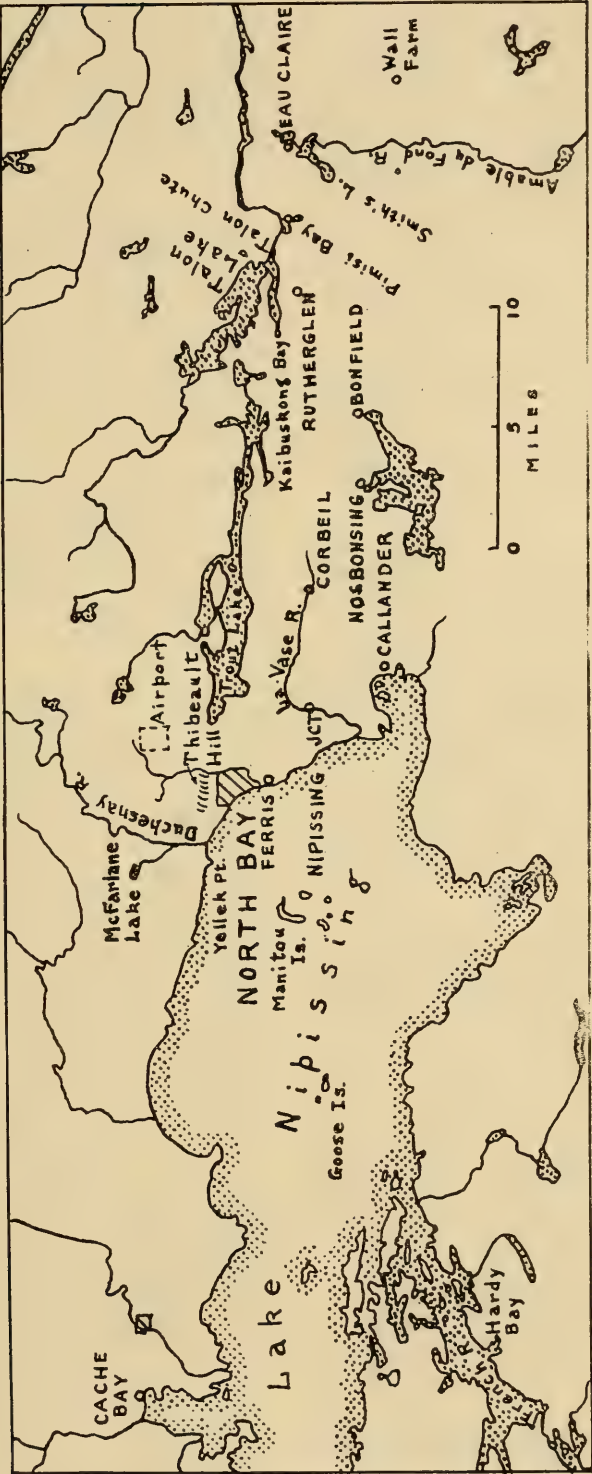 CACHE
BAY
McFarlane
Lake
Duchesnay R.
Airport
Thibeault
Hill
Trout Lake
Talon
Lake
Talon Chute
Pimisi Bay
EAU CLAIRE
Smith's L.
Amable du Fond R.
Wall
Farm
Yellek Pt.
NORTH BAY
FERRIS
Manitou
Is.
NIPISSING
JCT
La Vase R.
CORBEIL
Kaibuskong Bay
RUTHERGLEN
NOSBONSING
BONFIELD
CALLANDER
Lake Nipissing
Goose Is.
French R.
Hardy
Bay
0 5 10
MILES